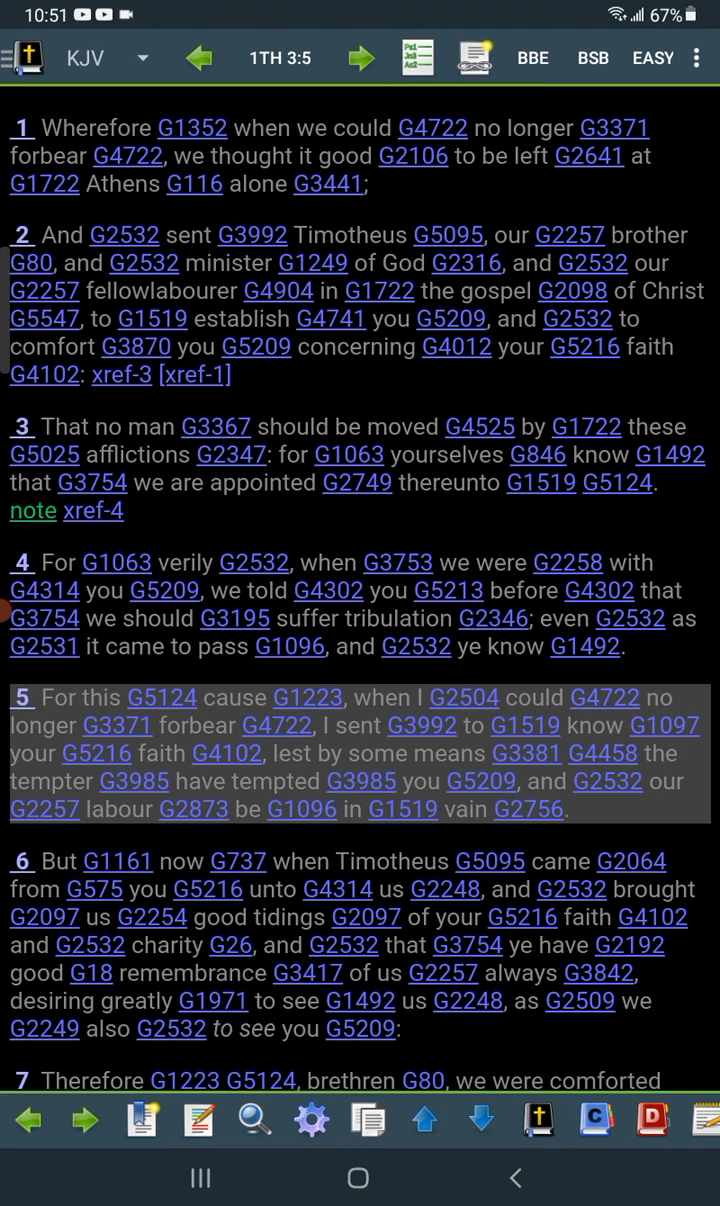 10:51 67%
KJV 1TH 3:5 BBE BSB EASY
Ps1
Jn3
Ac2
1 Wherefore G1352 when we could G4722 no longer G3371
forbear G4722, we thought it good G2106 to be left G2641 at
G1722 Athens G116 alone G3441;
2 And G2532 sent G3992 Timotheus G5095, our G2257 brother
G80, and G2532 minister G1249 of God G2316, and G2532 our
G2257 fellowlabourer G4904 in G1722 the gospel G2098 of Christ
G5547, to G1519 establish G4741 you G5209, and G2532 to
comfort G3870 you G5209 concerning G4012 your G5216 faith
G4102: xref-3 [xref-1]
3 That no man G3367 should be moved G4525 by G1722 these
G5025 afflictions G2347: for G1063 yourselves G846 know G1492
that G3754 we are appointed G2749 thereunto G1519 G5124.
note xref-4
4 For G1063 verily G2532, when G3753 we were G2258 with
G4314 you G5209, we told G4302 you G5213 before G4302 that
G3754 we should G3195 suffer tribulation G2346; even G2532 as
G2531 it came to pass G1096, and G2532 ye know G1492.
5 For this G5124 cause G1223, when I G2504 could G4722 no
longer G3371 forbear G4722, I sent G3992 to G1519 know G1097
your G5216 faith G4102, lest by some means G3381 G4458 the
tempter G3985 have tempted G3985 you G5209, and G2532 our
G2257 labour G2873 be G1096 in G1519 vain G2756.
6 But G1161 now G737 when Timotheus G5095 came G2064
from G575 you G5216 unto G4314 us G2248, and G2532 brought
G2097 us G2254 good tidings G2097 of your G5216 faith G4102
and G2532 charity G26, and G2532 that G3754 ye have G2192
good G18 remembrance G3417 of us G2257 always G3842,
desiring greatly G1971 to see G1492 us G2248, as G2509 we
G2249 also G2532 to see you G5209:
7 Therefore G1223 G5124, brethren G80, we were comforted
C D